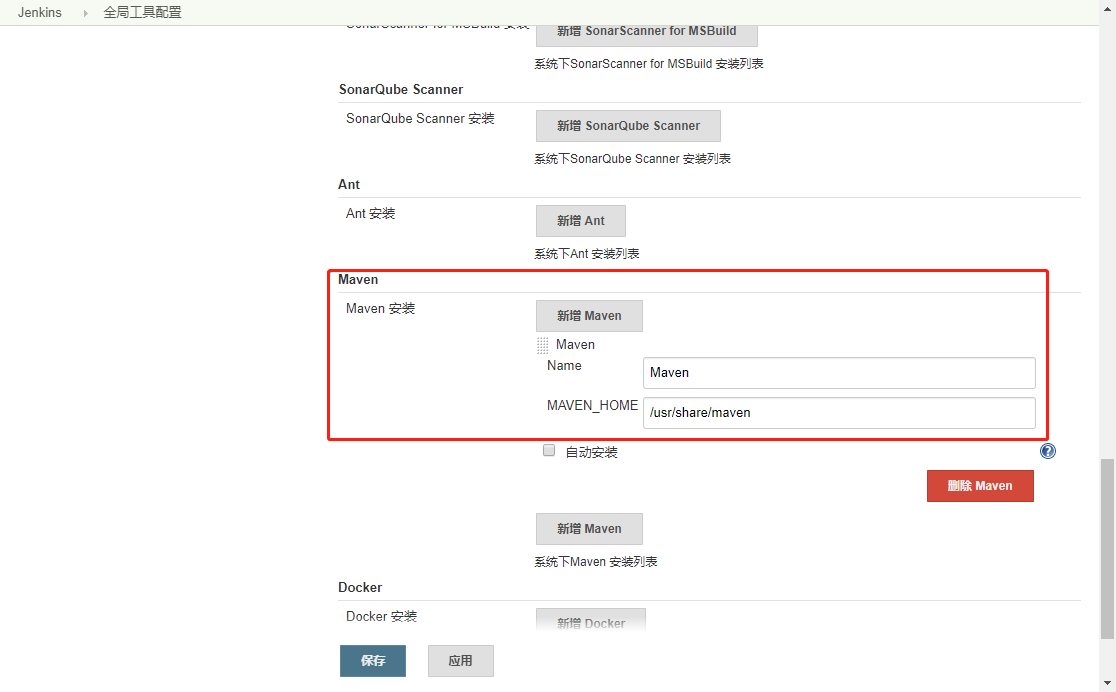 Jenkins 全局工具配置
SonarScanner for MSBuild 安装 新增 SonarScanner for MSBuild
系统下SonarScanner for MSBuild 安装列表
SonarQube Scanner
SonarQube Scanner 安装 新增 SonarQube Scanner
系统下SonarQube Scanner 安装列表
Ant
Ant 安装 新增 Ant
系统下Ant 安装列表
Maven
Maven 安装 新增 Maven
Maven
Name Maven
MAVEN_HOME /usr/share/maven
自动安装
删除 Maven
新增 Maven
系统下Maven 安装列表
Docker
Docker 安装 新增 Docker
保存 应用